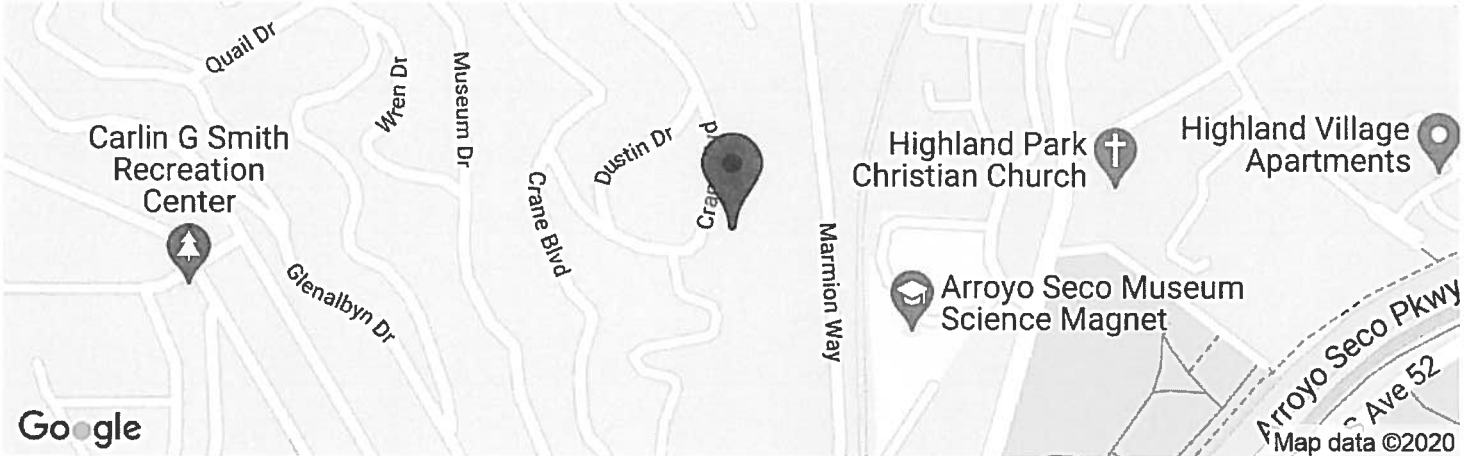 Quail Dr
Wren Dr
Museum Dr
Carlin G Smith
Recreation
Center
Glenalbyn Dr
Crane Blvd
Dustin Dr
Marmion Way
Highland Park
Christian Church
Highland Village
Apartments
Arroyo Seco Museum
Science Magnet
Arroyo Seco Pkwy
S Ave 52
Google
Map data ©2020